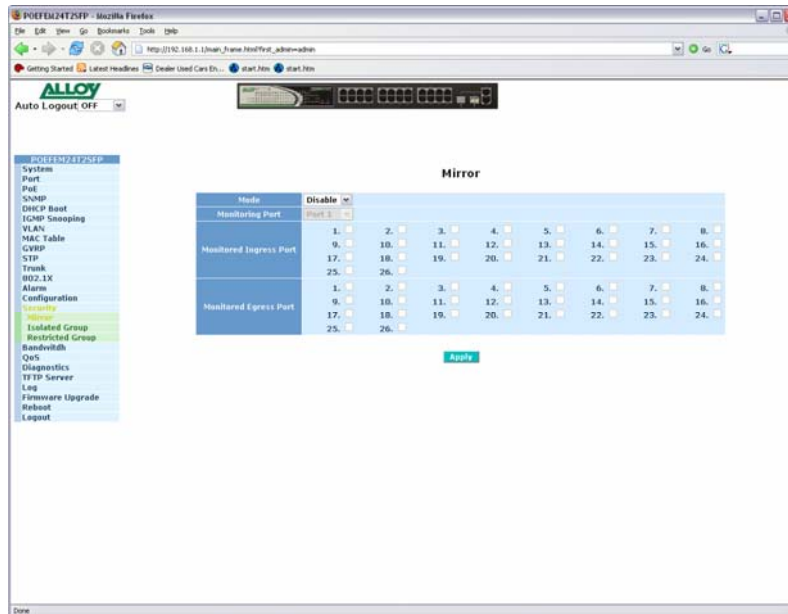 POEFEM24T2SFP - Mozilla Firefox
File Edit View Go Bookmarks Tools Help
http://192.168.1.1/main_frame.html?first_admin=admin
Go
Getting Started Latest Headlines Dealer Used Cars En... start.htm start.htm
ALLOY
Auto Logout OFF
POEFEM24T2SFP
System
Port
PoE
SNMP
DHCP Boot
IGMP Snooping
VLAN
MAC Table
GVRP
STP
Trunk
802.1X
Alarm
Configuration
Security
Mirror
Isolated Group
Restricted Group
Bandwitdh
QoS
Diagnostics
TFTP Server
Log
Firmware Upgrade
Reboot
Logout
Mirror
Mode Disable
Monitoring Port Port 1
Monitored Ingress Port
1. 2. 3. 4. 5. 6. 7. 8.
9. 10. 11. 12. 13. 14. 15. 16.
17. 18. 19. 20. 21. 22. 23. 24.
25. 26.
Monitored Egress Port
1. 2. 3. 4. 5. 6. 7. 8.
9. 10. 11. 12. 13. 14. 15. 16.
17. 18. 19. 20. 21. 22. 23. 24.
25. 26.
Apply
Done